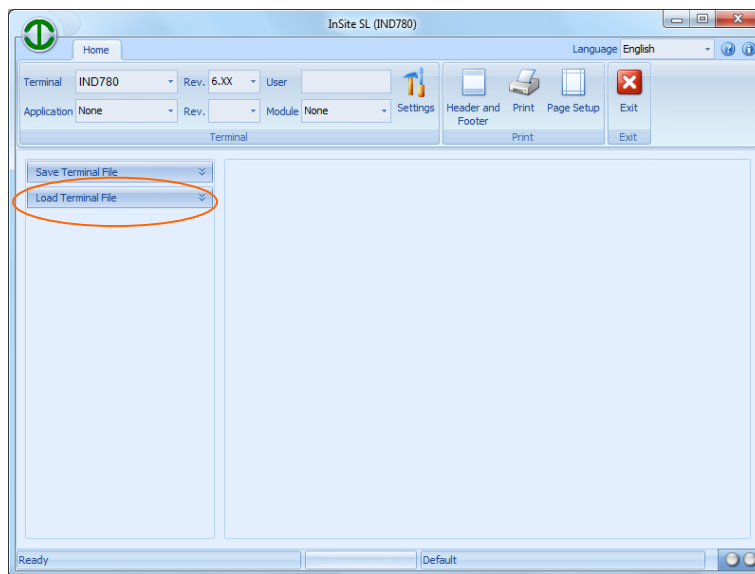 InSite SL (IND780)
Home
Language English
Terminal IND780 Rev. 6.XX User
Application None Rev. Module None
Settings
Header and Footer
Print
Page Setup
Exit
Terminal
Print
Exit
Save Terminal File
Load Terminal File
Ready
Default